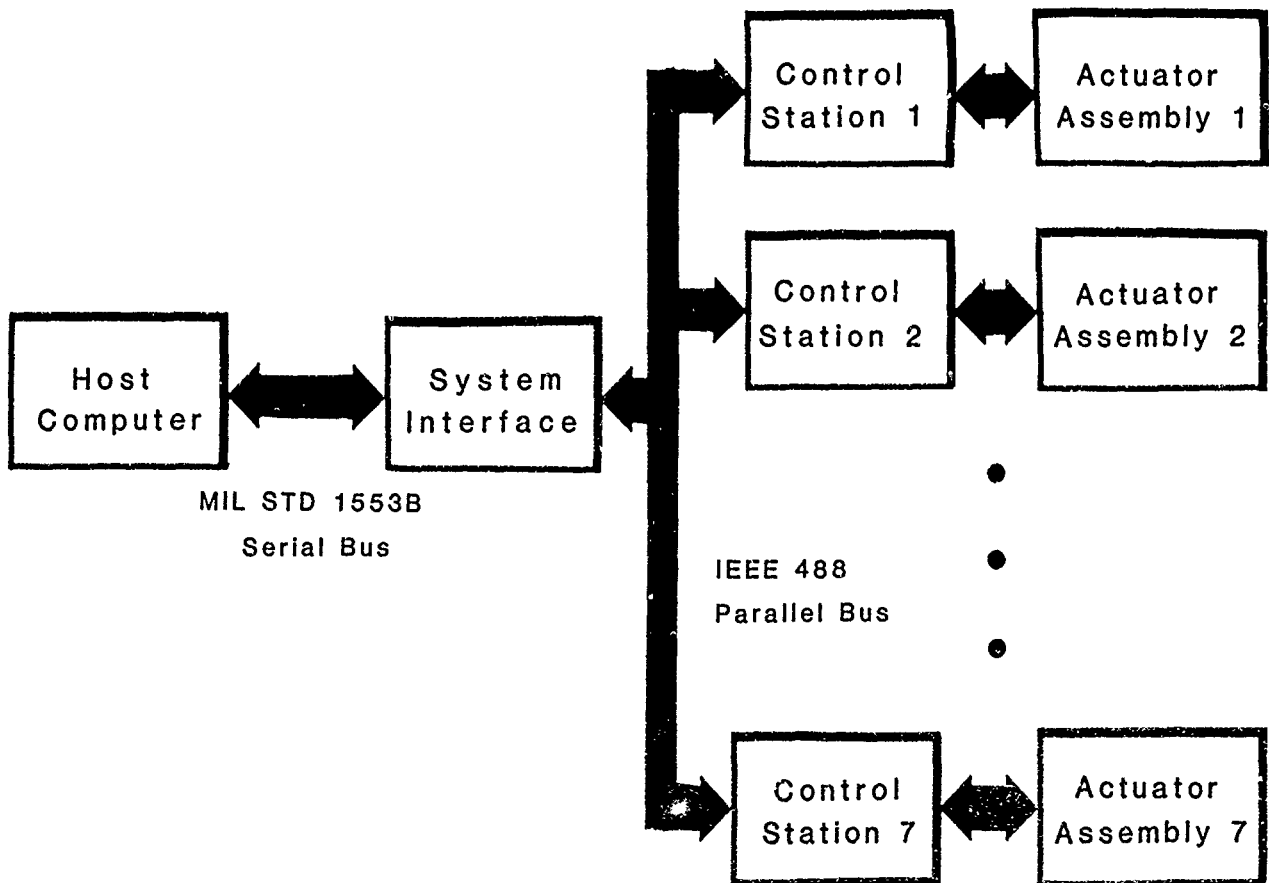 Control
Station 1
Actuator
Assembly 1
Control
Station 2
Actuator
Assembly 2
Host
Computer
System
Interface
MIL STD 1553B
Serial Bus
IEEE 488
Parallel Bus
Control
Station 7
Actuator
Assembly 7